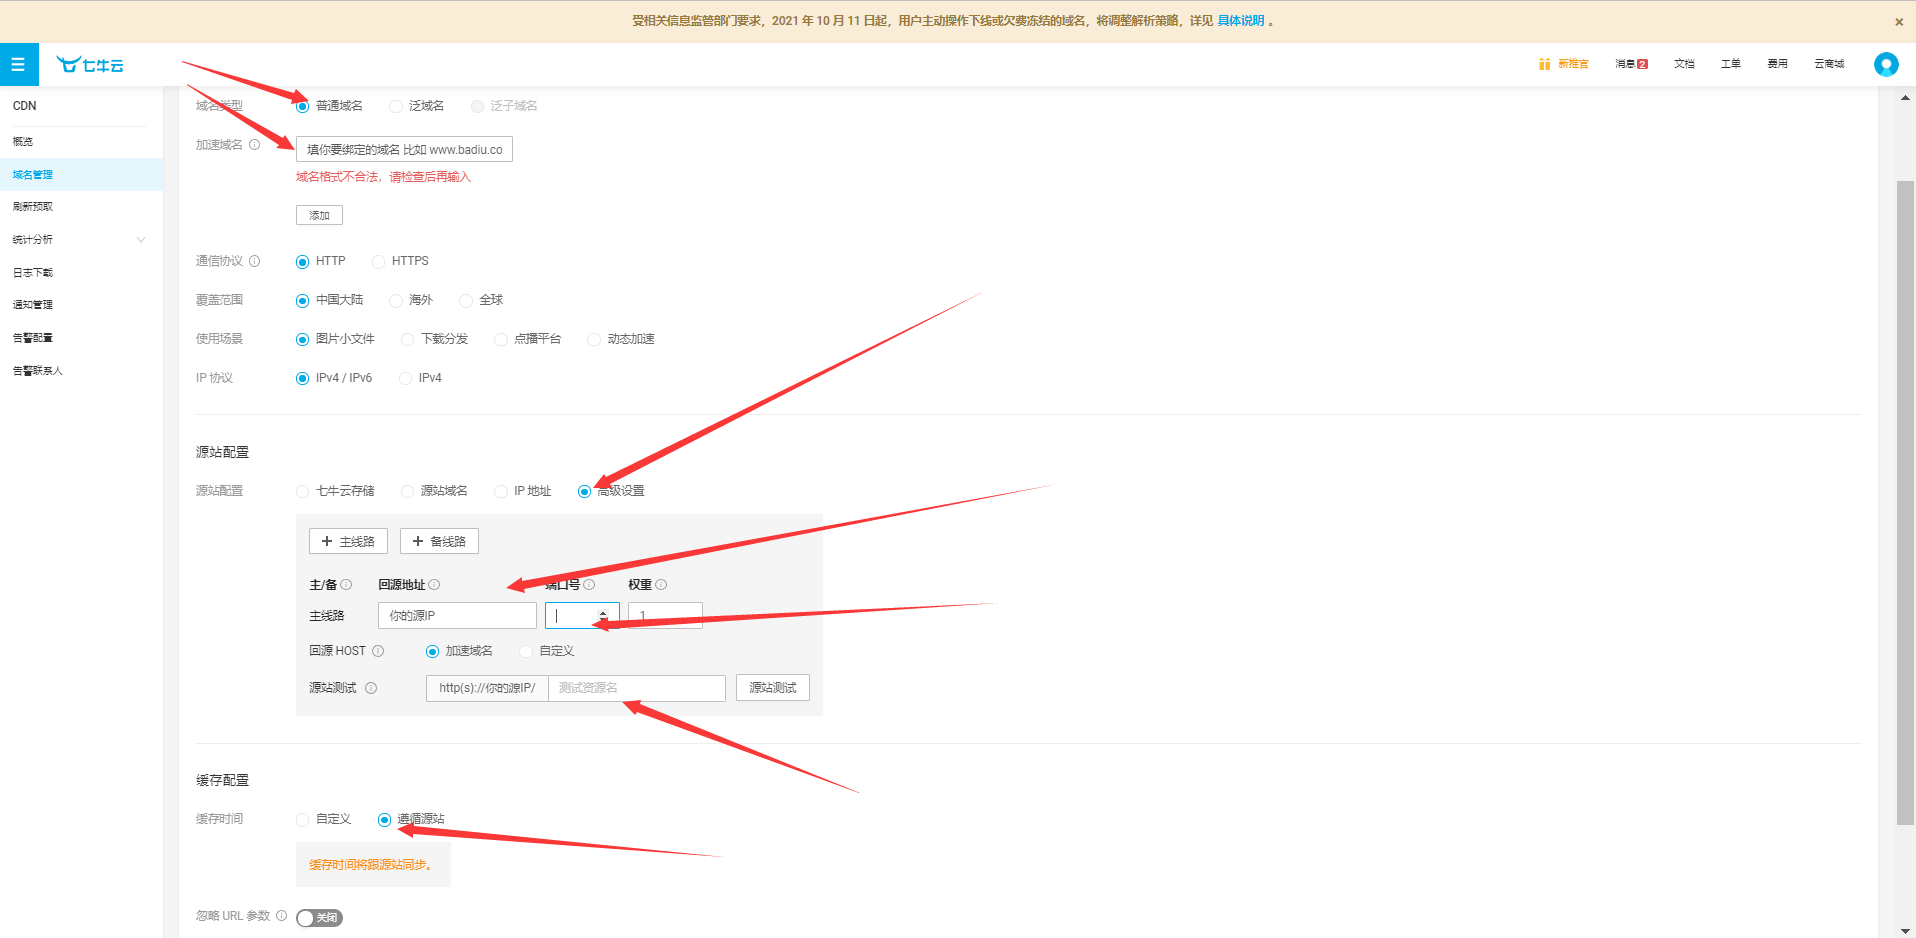 受相关信息监管部门要求，2021 年 10 月 11 日起，用户主动操作下线或欠费冻结的域名，将调整解析策略，详见 具体说明 。
七牛云
新推官 消息 2 文档 工单 费用 云商城
CDN
概览
域名管理
刷新预取
统计分析
日志下载
通知管理
告警配置
告警联系人
域名类型 普通域名 泛域名 泛子域名
加速域名 填你要绑定的域名 比如 www.badiu.co
域名格式不合法，请检查后再输入
添加
通信协议 HTTP HTTPS
覆盖范围 中国大陆 海外 全球
使用场景 图片小文件 下载分发 点播平台 动态加速
IP 协议 IPv4 / IPv6 IPv4
源站配置
源站配置 七牛云存储 源站域名 IP 地址 高级设置
+ 主线路 + 备线路
主/备 回源地址 端口号 权重
主线路 你的源IP 1
回源 HOST 加速域名 自定义
源站测试 http(s)://你的源IP/ 测试资源名 源站测试
缓存配置
缓存时间 自定义 遵循源站
缓存时间将跟源站同步。
忽略 URL 参数 关闭